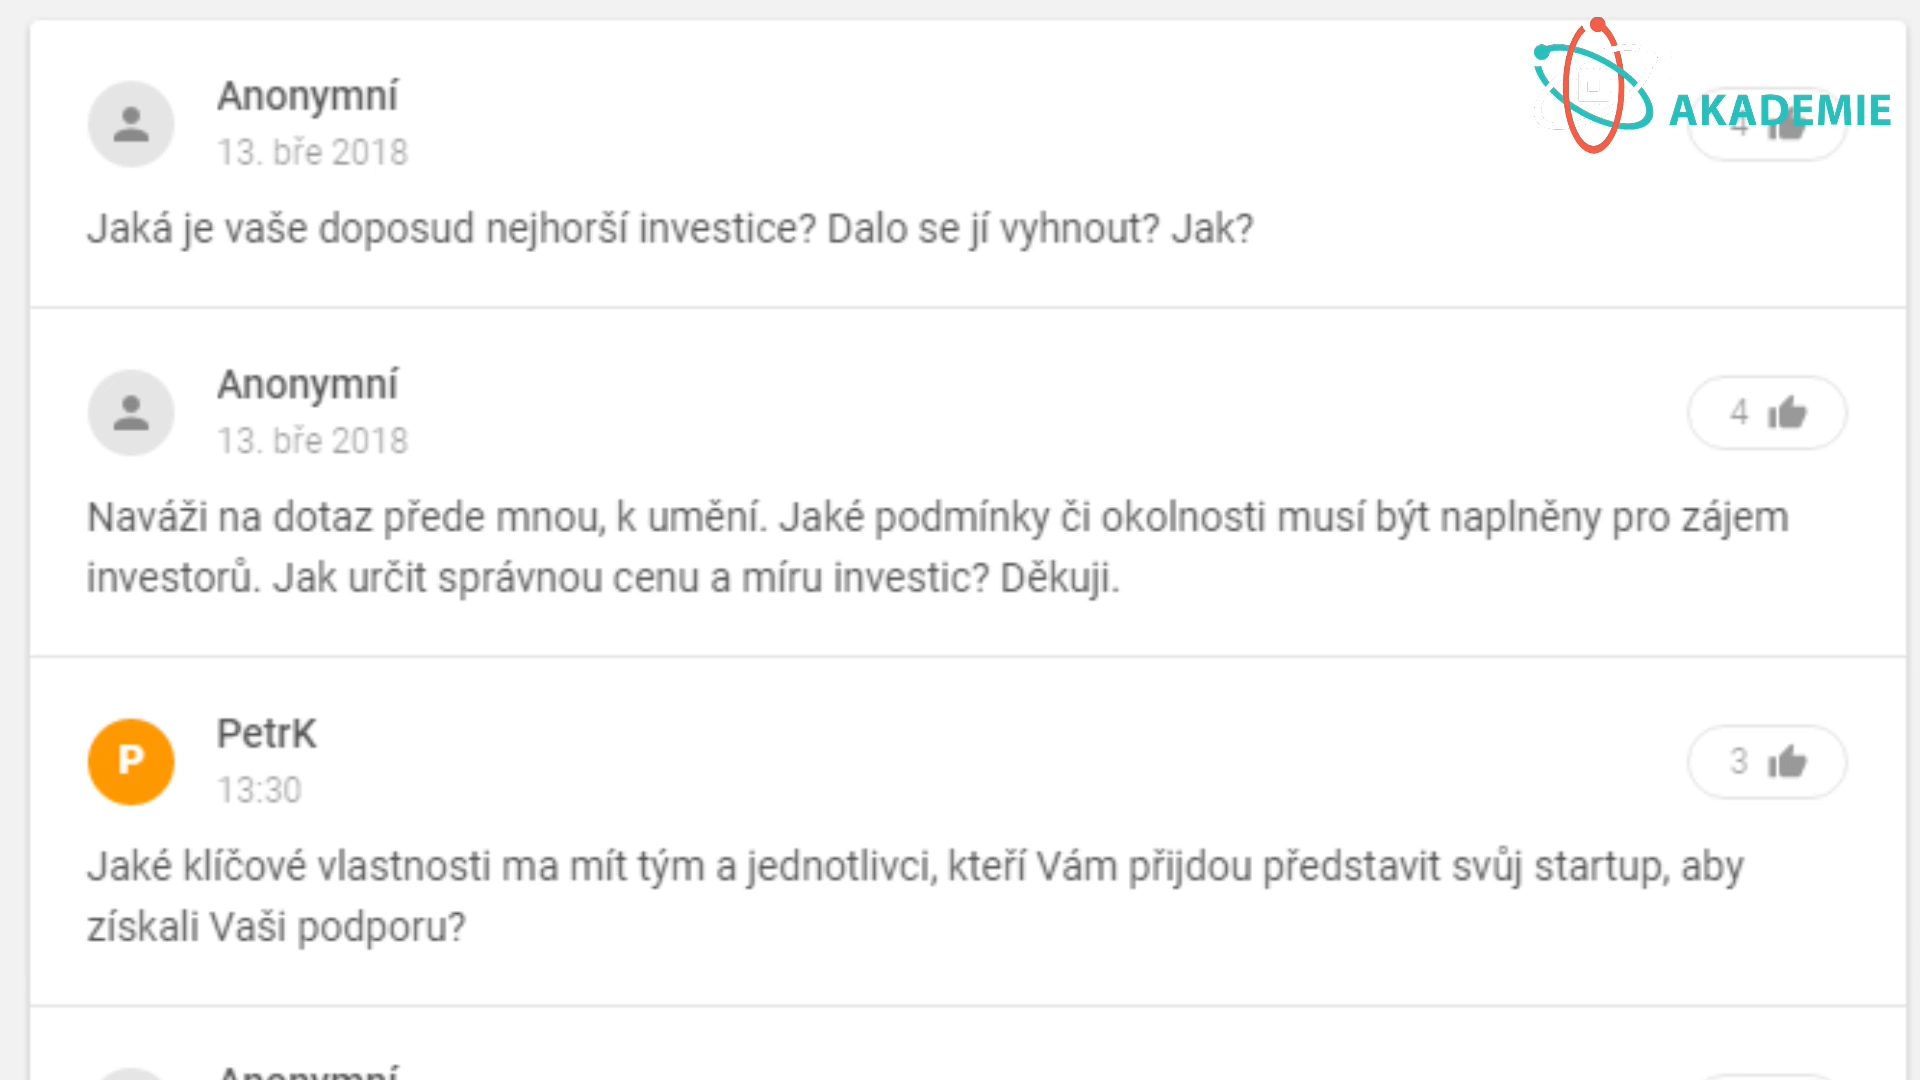 Anonymní
13. bře 2018
4
AKADEMIE
Jaká je vaše doposud nejhorší investice? Dalo se jí vyhnout? Jak?
Anonymní
13. bře 2018
4
Naváži na dotaz přede mnou, k umění. Jaké podmínky či okolnosti musí být naplněny pro zájem
investorů. Jak určit správnou cenu a míru investic? Děkuji.
P
PetrK
13:30
3
Jaké klíčové vlastnosti ma mít tým a jednotlivci, kteří Vám přijdou představit svůj startup, aby
získali Vaši podporu?
Anonymní